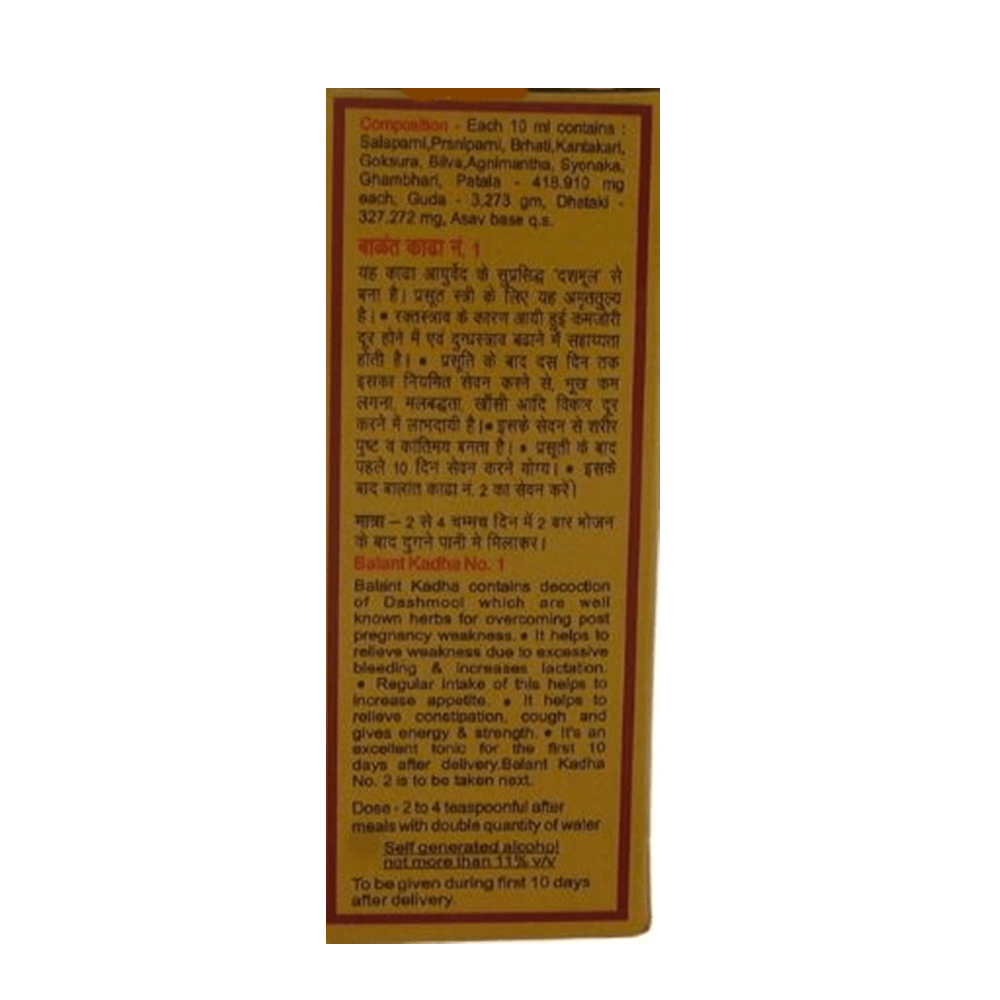 Composition - Each 10 ml contains :
Salaparni,Prsniparni, Brhati,Kantakari,
Goksura, Bilva,Agnimantha, Syonaka,
Ghambhari, Patala - 418.910 mg
each, Guda - 3,273 gm, Dhataki -
327.272 mg, Asav base q.s.
बाळंत काढा नं. 1
यह काढा आयुर्वेद के सुप्रसिद्ध 'दशमूल' से
बना है। प्रसूत स्त्री के लिए यह अमृततुल्य
है। • रक्तस्त्राव के कारण आयी हुई कमजोरी
दूर होने में एवं दुग्धस्त्राव बढाने में सहाय्यता
होती है। • प्रसूति के बाद दस दिन तक
इसका नियमित सेवन करने से, भूख कम
लगना, मलबद्धता, खाँसी आदि विकार दूर
करने में लाभदायी है। • इसके सेवन से शरीर
पुष्ट व कांतिमय बनता है। • प्रसूती के बाद
पहले 10 दिन सेवन करने योग्य। • इसके
बाद बालांत काढा नं. 2 का सेवन करें।
मात्रा – 2 से 4 चम्मच दिन में 2 बार भोजन
के बाद दुगने पानी मे मिलाकर।
Balant Kadha No. 1
Balant Kadha contains decoction
of Dashmool which are well
known herbs for overcoming post
pregnancy weakness. • It helps to
relieve weakness due to excessive
bleeding & increases lactation.
• Regular intake of this helps to
increase appetite. • It helps to
relieve constipation, cough and
gives energy & strength. • It's an
excellent tonic for the first 10
days after delivery.Balant Kadha
No. 2 is to be taken next.
Dose - 2 to 4 teaspoonful after
meals with double quantity of water
Self generated alcohol
not more than 11% v/v
To be given during first 10 days
after delivery.